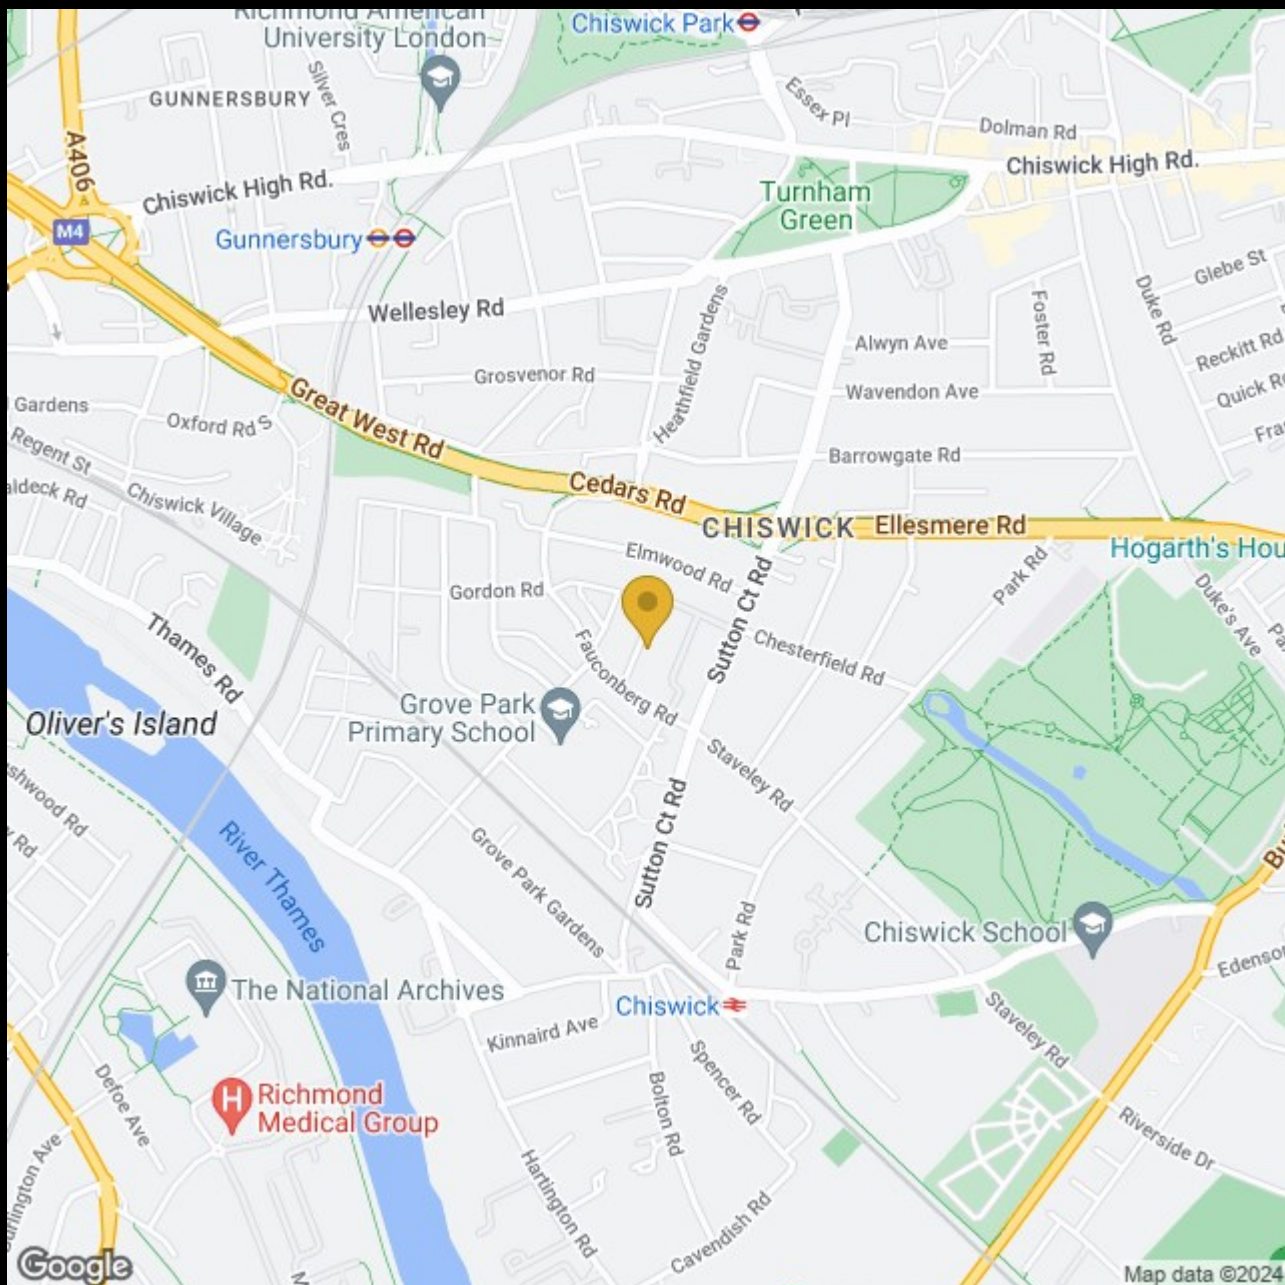 Richmond American
University London
Chiswick Park
GUNNERSBURY
Silver Cres
Essex Pl
Dolman Rd
A406
Chiswick High Rd.
Chiswick High Rd.
Turnham
Green
M4
Gunnersbury
Wellesley Rd
Heathfield Gardens
Glebe St
Duke Rd
Foster Rd
Alwyn Ave
Reckitt Rd
Grosvenor Rd
Wavendon Ave
Quick
Gardens
Oxford Rd S
Great West Rd
Regent St
Barrowgate Rd
Chiswick Village
Cedars Rd
CHISWICK
Ellesmere Rd
Hogarth's
Elmwood Rd
Park Rd
Gordon Rd
Duke's Ave
Thames Rd
Fauconberg Rd
Sutton Ct Rd
Chesterfield Rd
Oliver's Island
Grove Park
Primary School
Staveley Rd
Sutton Ct Rd
River Thames
Grove Park Gardens
Park Rd
Chiswick School
The National Archives
Chiswick
Kinnaird Ave
Staveley Rd
Spencer Rd
Defoe Ave
Bolton Rd
Richmond
Medical Group
Riverside Dr
Hartington Rd
Cavendish Rd
Google
Map data ©2024